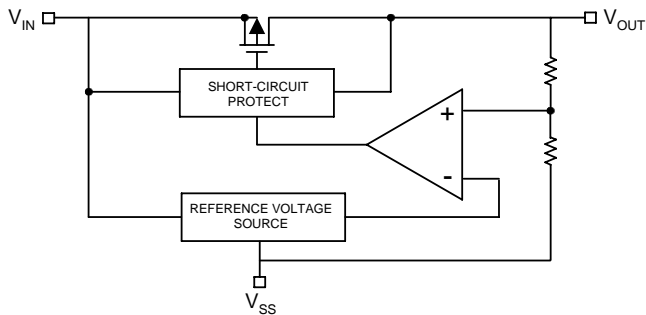 VIN
VOUT
SHORT-CIRCUIT
PROTECT
+
-
REFERENCE VOLTAGE
SOURCE
VSS